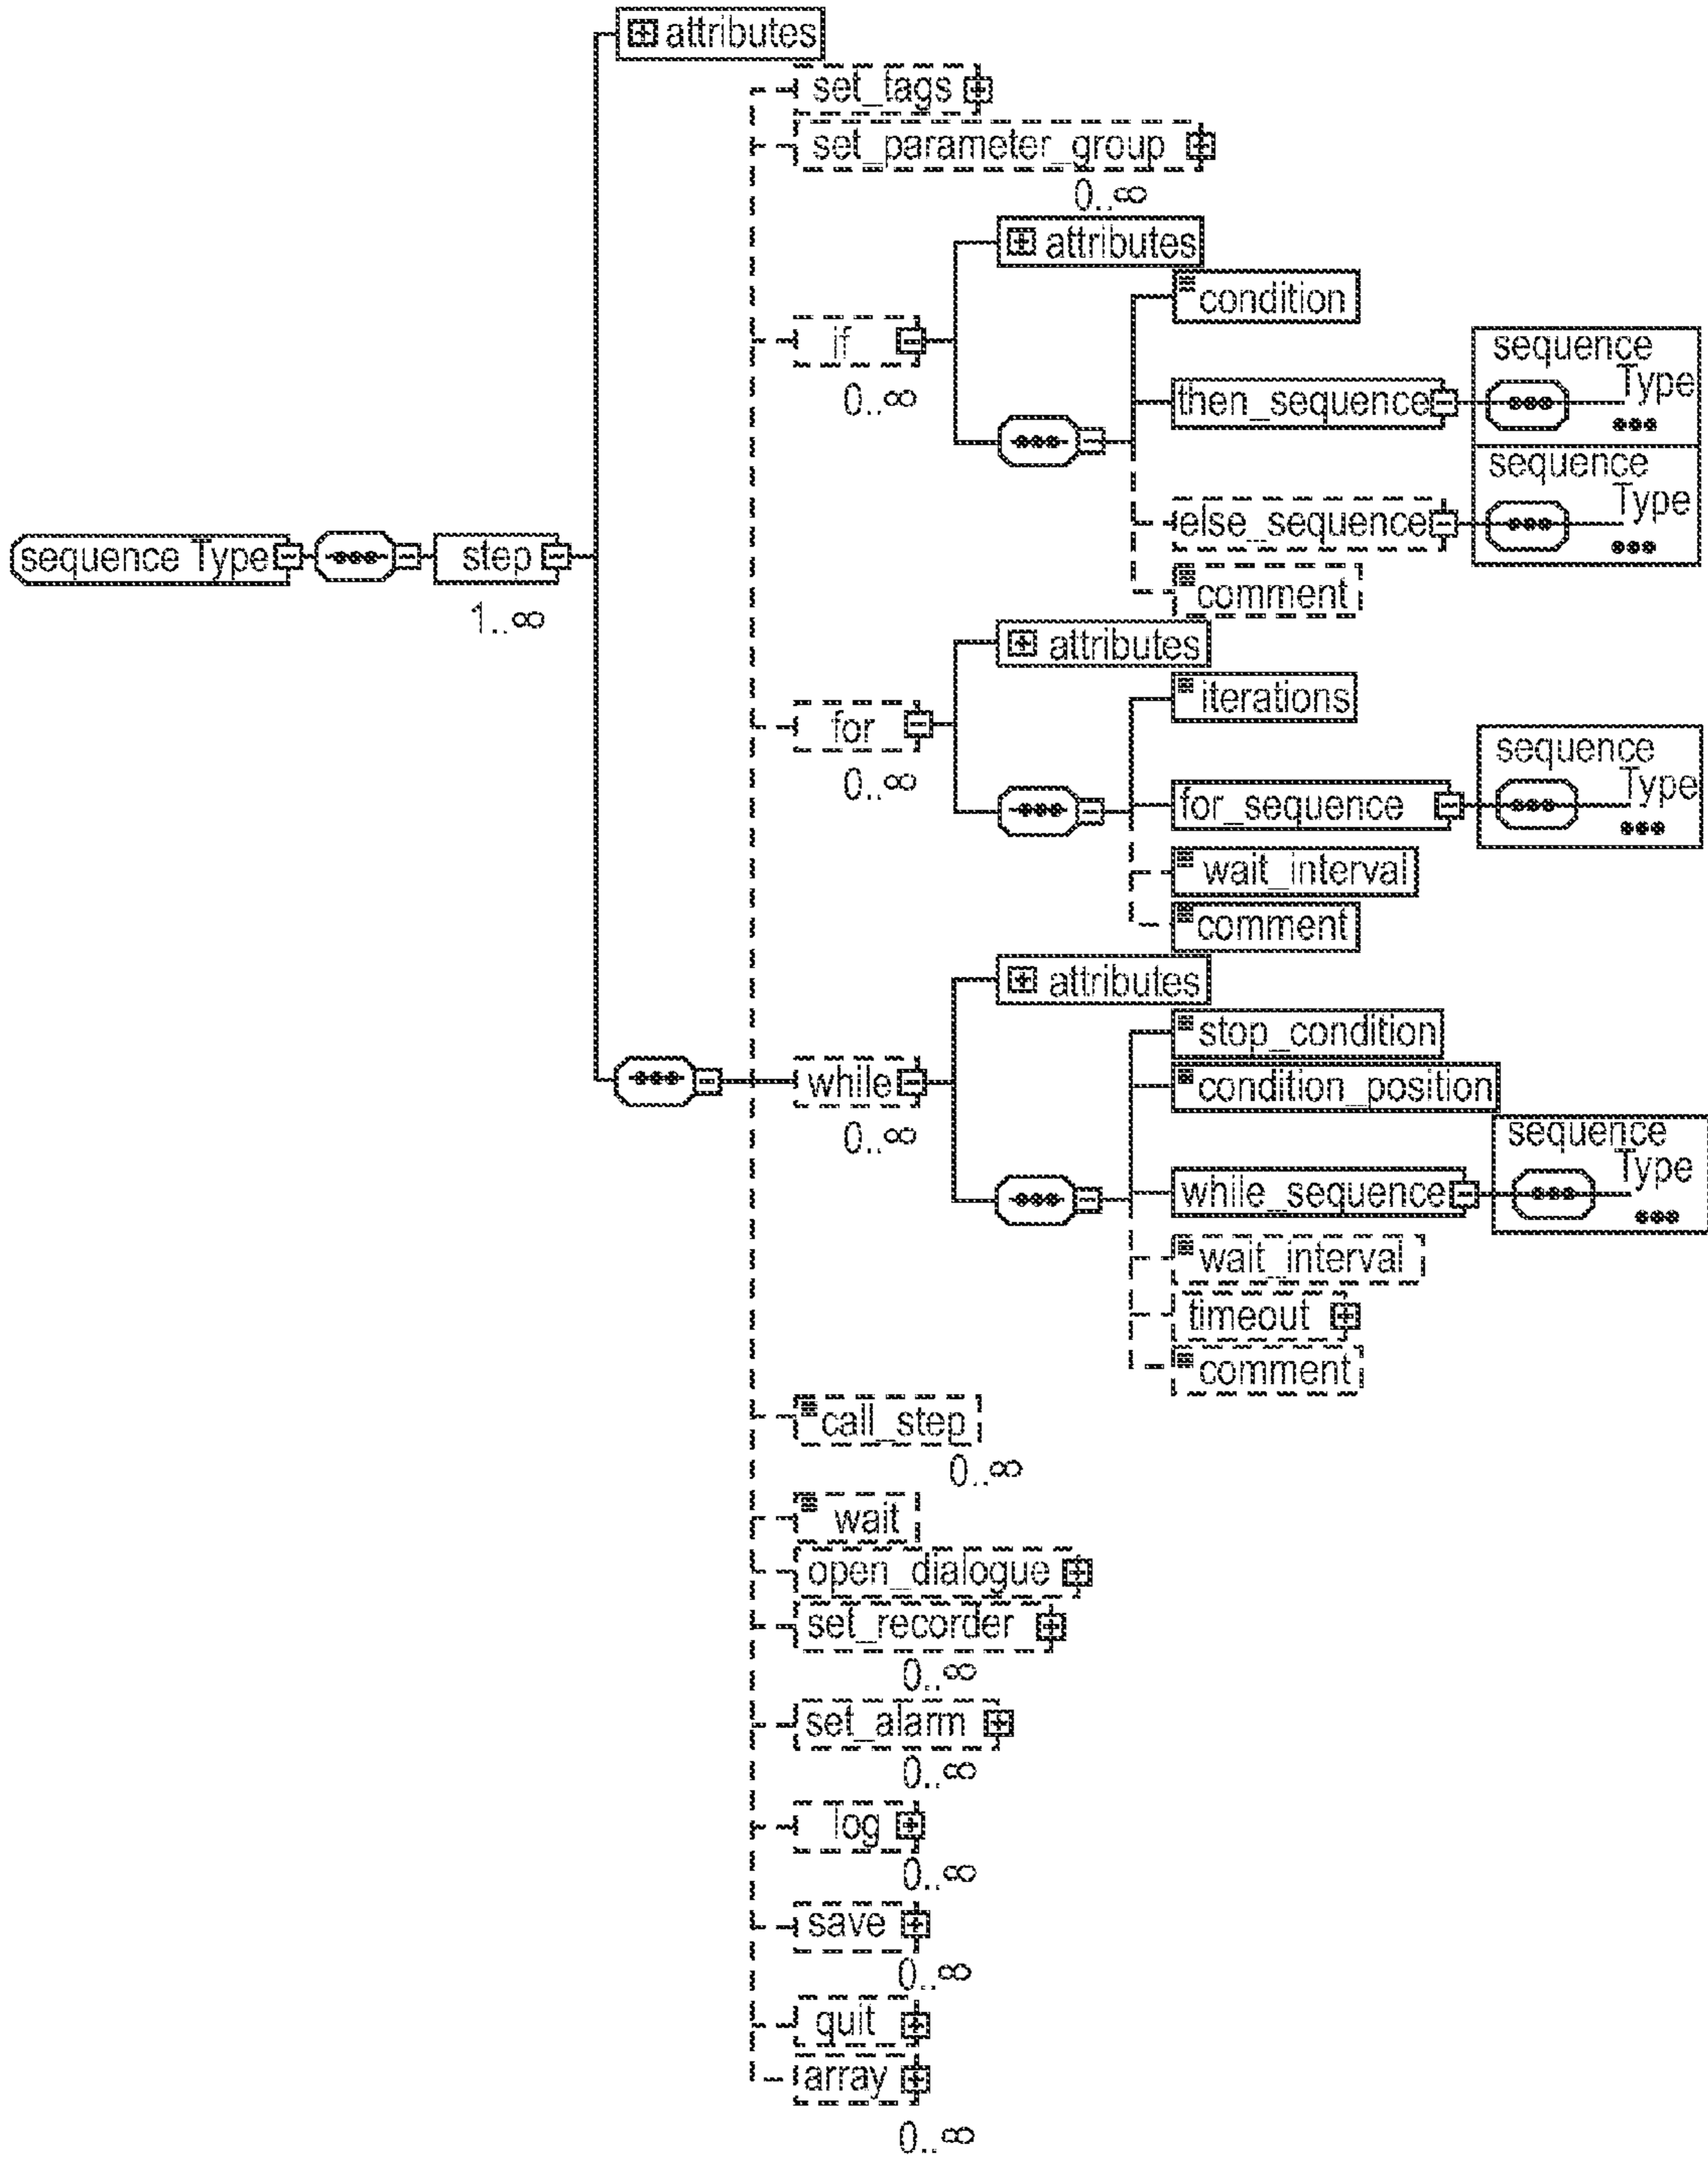 attributes
set_tags
set_parameter_group
0..∞
attributes
condition
if
0..∞
then_sequence
sequence
Type
else_sequence
sequence
Type
comment
sequence Type
step
1..∞
attributes
iterations
for
0..∞
for_sequence
sequence
Type
wait_interval
comment
attributes
stop_condition
condition_position
while
0..∞
while_sequence
sequence
Type
wait_interval
timeout
comment
call_step
0..∞
wait
open_dialogue
set_recorder
0..∞
set_alarm
0..∞
log
0..∞
save
0..∞
quit
array
0..∞